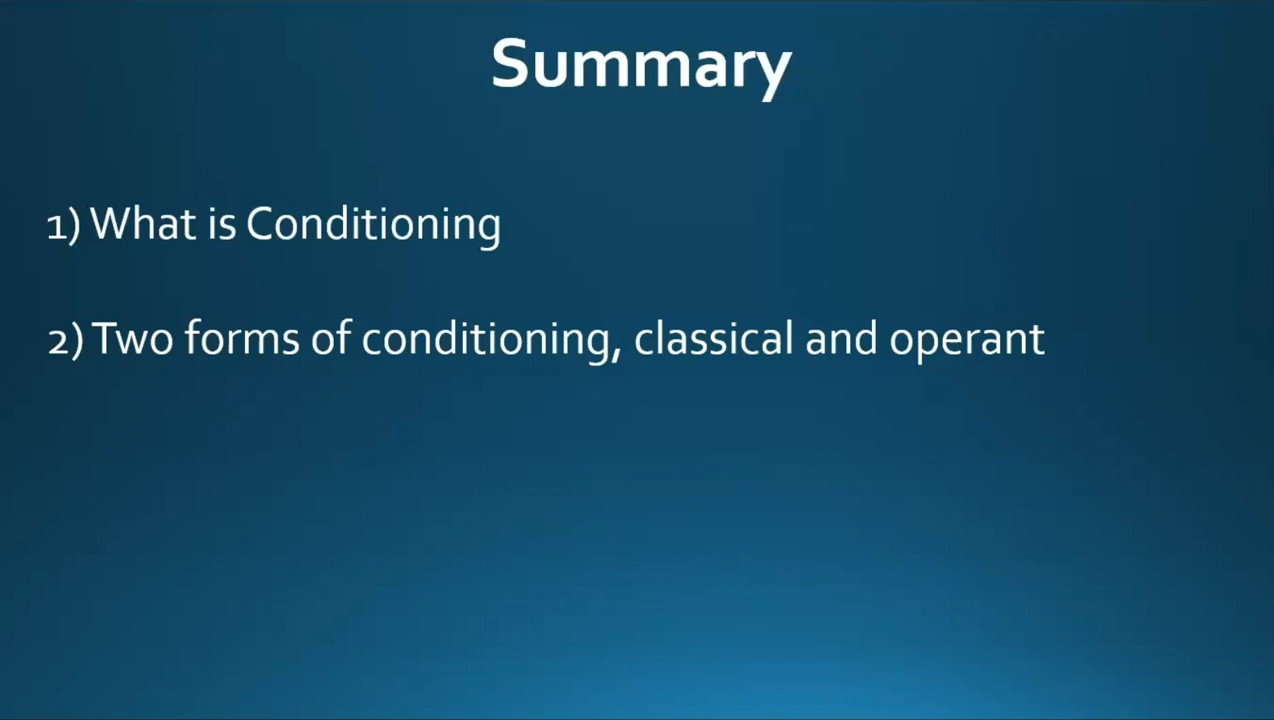 Summary
1) What is Conditioning
2) Two forms of conditioning, classical and operant